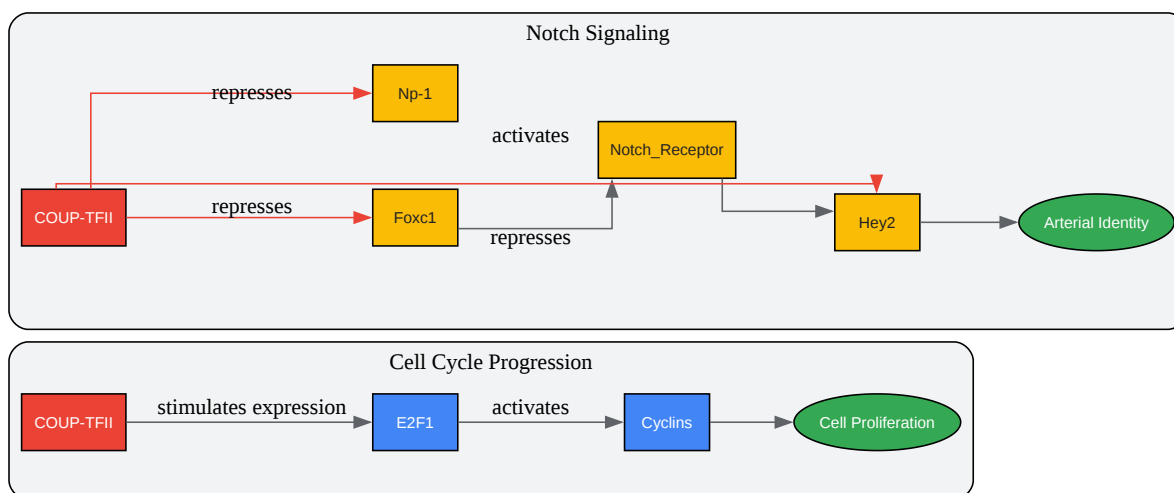 Notch Signaling
represses
Np-1
activates
Notch_Receptor
COUP-TFII
represses
Foxc1
represses
Hey2
Arterial Identity
Cell Cycle Progression
COUP-TFII
stimulates expression
E2F1
activates
Cyclins
Cell Proliferation